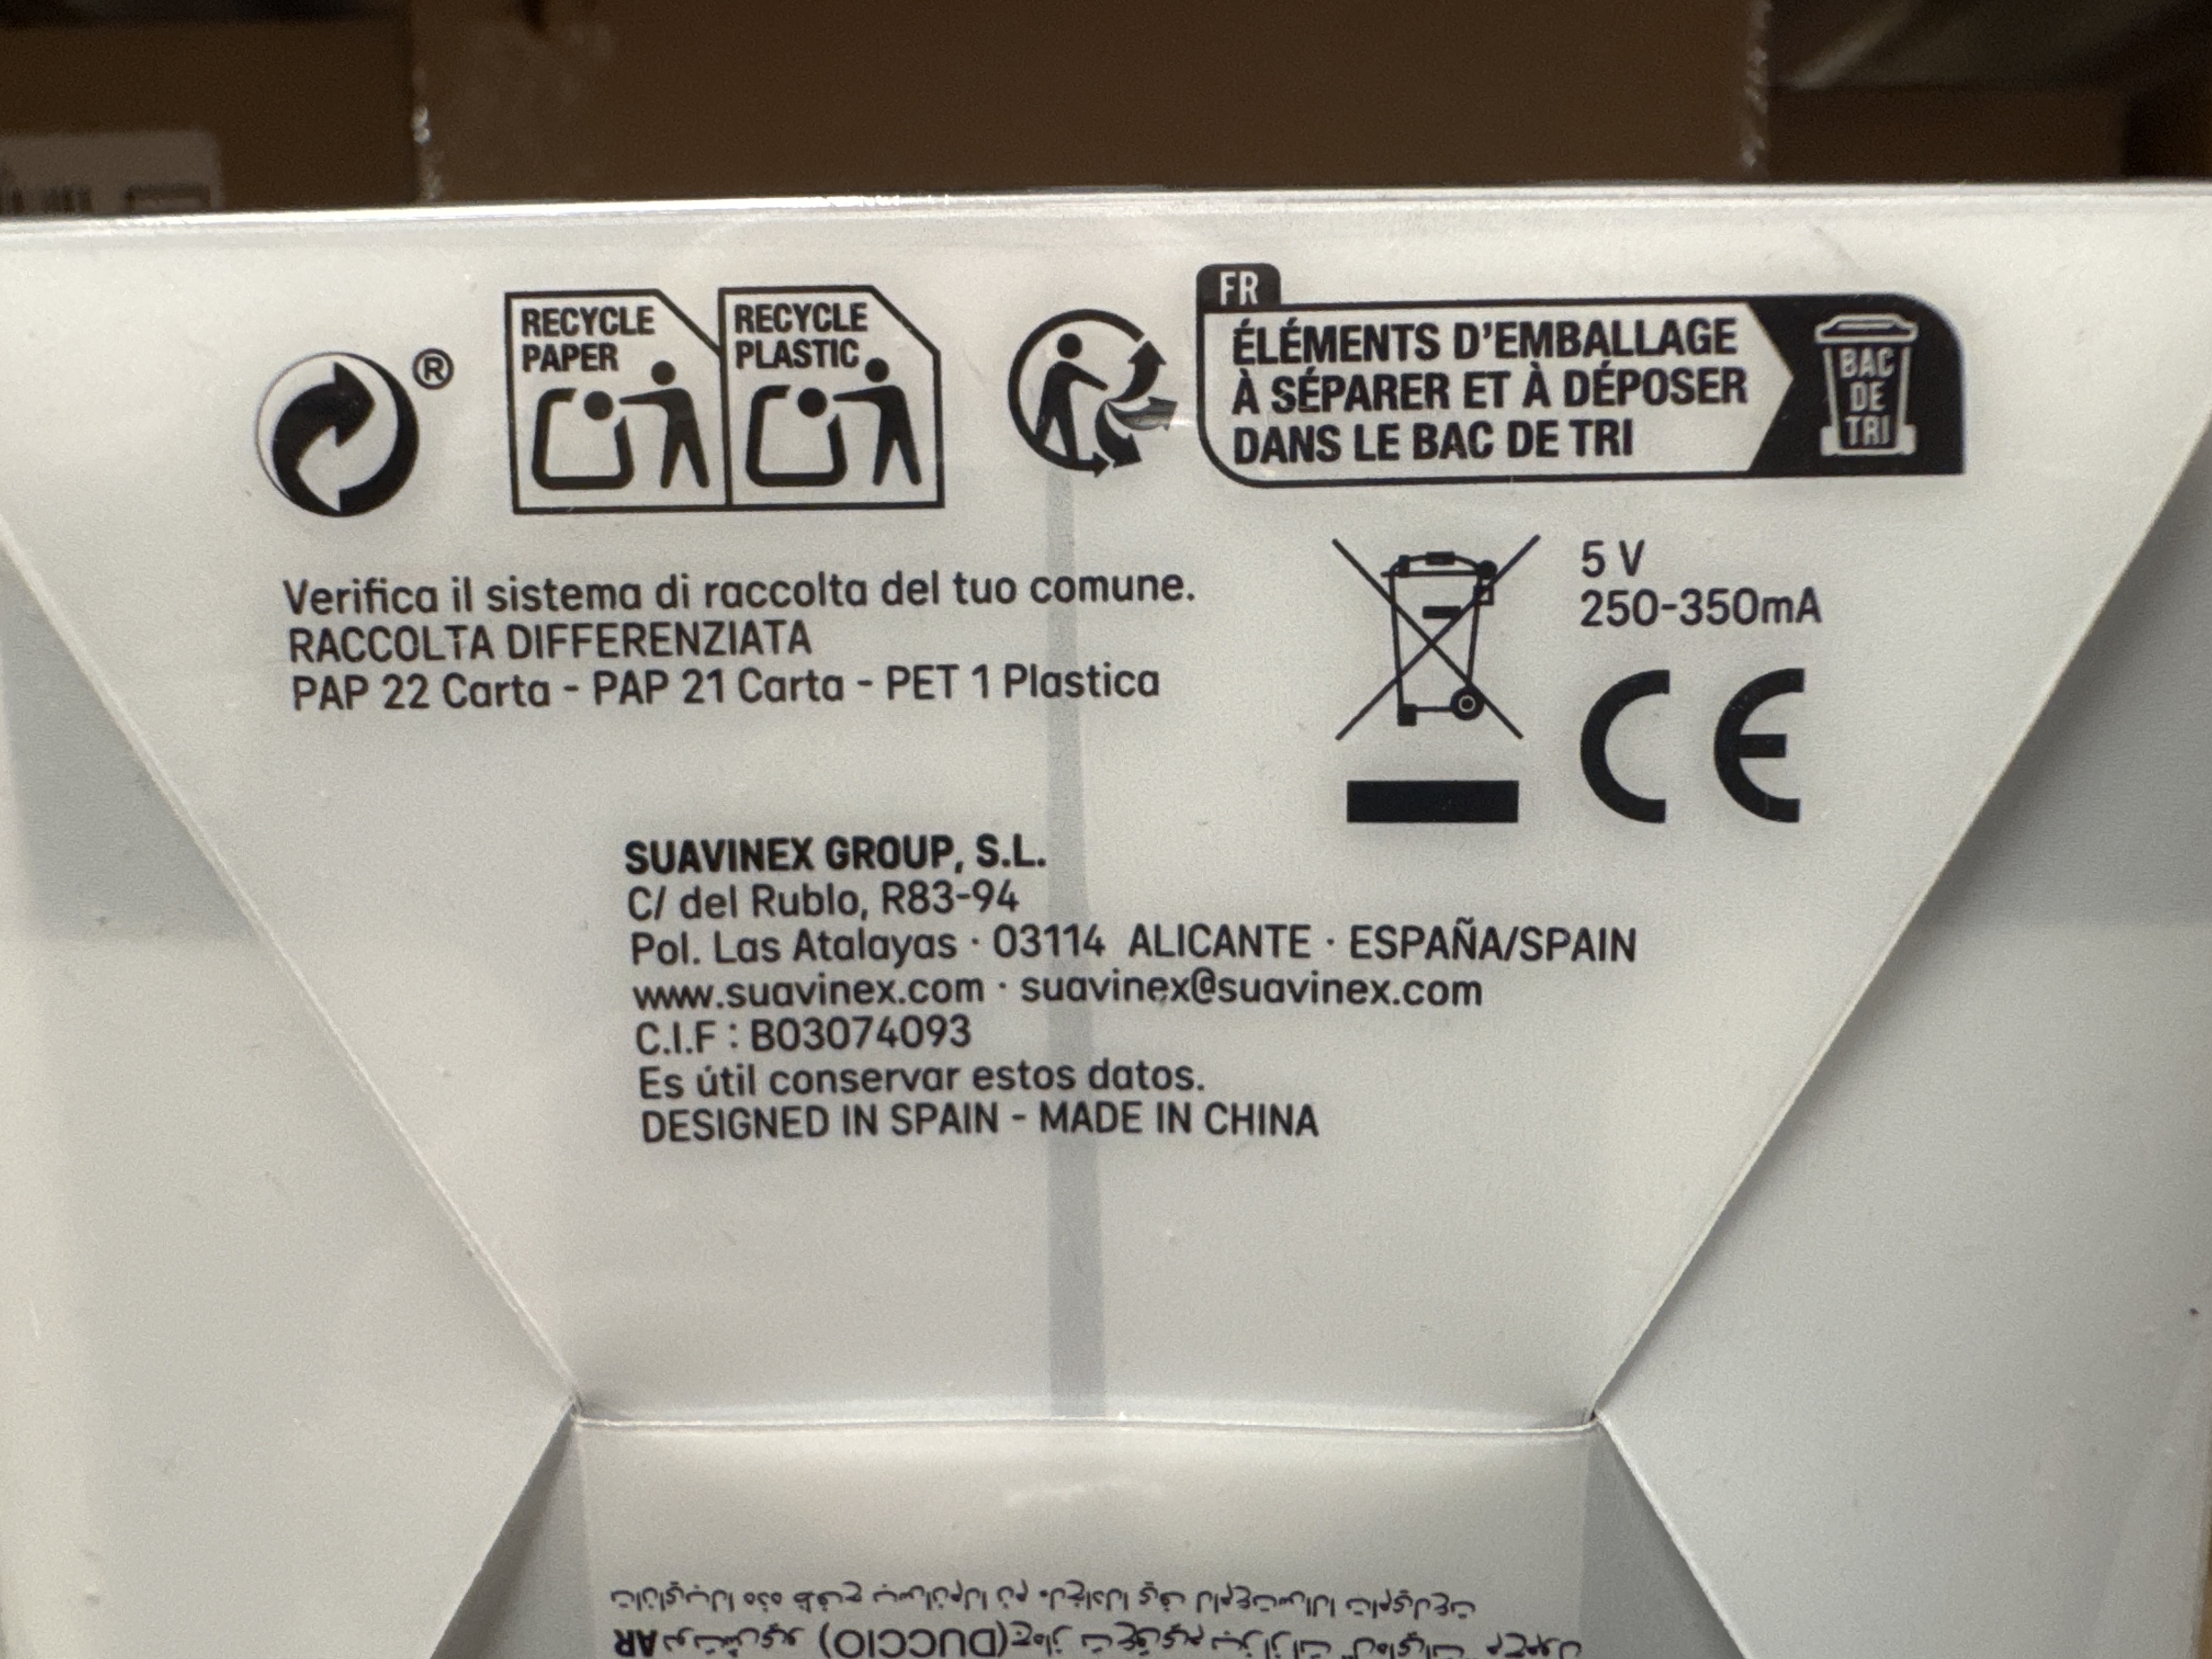 ®
RECYCLE
PAPER
RECYCLE
PLASTIC
FR
ÉLÉMENTS D'EMBALLAGE
À SÉPARER ET À DÉPOSER
DANS LE BAC DE TRI
BAC
DE
TRI
Verifica il sistema di raccolta del tuo comune.
RACCOLTA DIFFERENZIATA
PAP 22 Carta - PAP 21 Carta - PET 1 Plastica
5 V
250-350mA
CE
SUAVINEX GROUP, S.L.
C/ del Rublo, R83-94
Pol. Las Atalayas · 03114 ALICANTE · ESPAÑA/SPAIN
www.suavinex.com · suavinex@suavinex.com
C.I.F : B03074093
Es útil conservar estos datos.
DESIGNED IN SPAIN - MADE IN CHINA
(DUCCIO)
AR